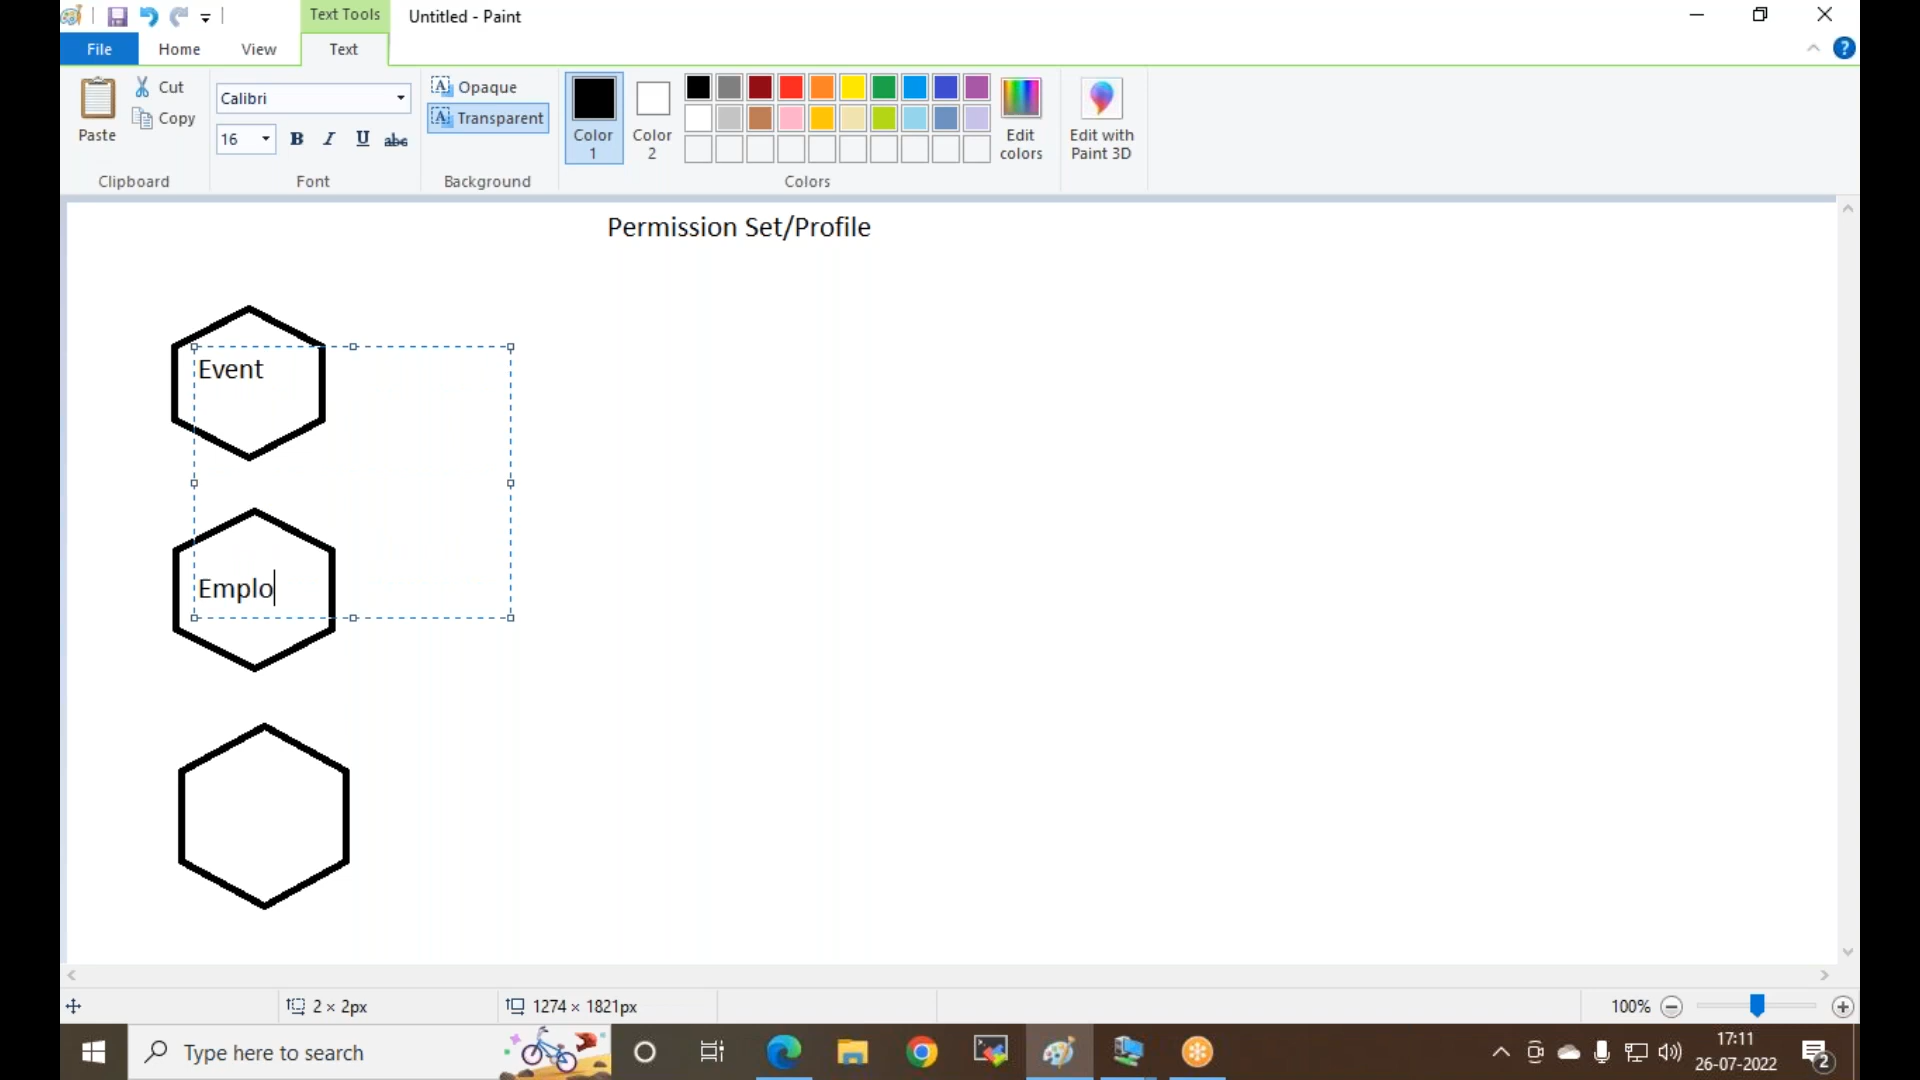 Text Tools
Untitled - Paint
File
Home
View
Text
Paste
Cut
Copy
Clipboard
Calibri
16
B I U abc
Font
Opaque
Transparent
Background
Color 1
Color 2
Colors
Edit colors
Edit with Paint 3D
Permission Set/Profile
Event
Emplo
2 × 2px
1274 × 1821px
100%
Type here to search
17:11
26-07-2022
2